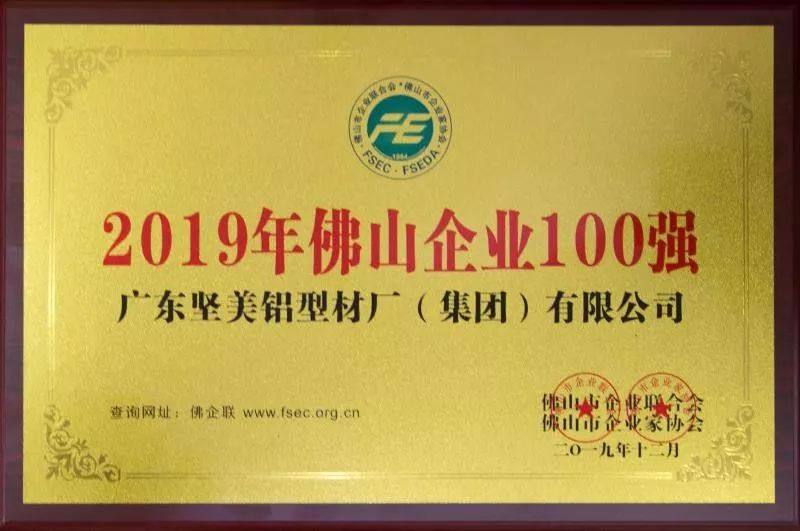 佛山市企业联合会·佛山市企业家协会
FE
1984
FSEC·FSEDA
2019年佛山企业100强
广东坚美铝型材厂（集团）有限公司
查询网址：佛企联 www.fsec.org.cn
佛山市企业联合会
佛山市企业家协会
二〇一九年十二月